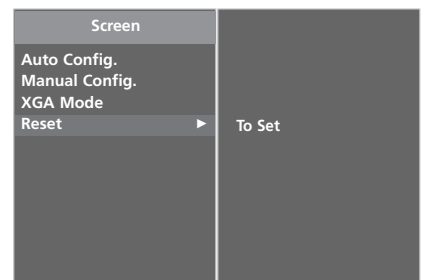 Screen
Auto Config.
Manual Config.
XGA Mode
Reset ►
To Set